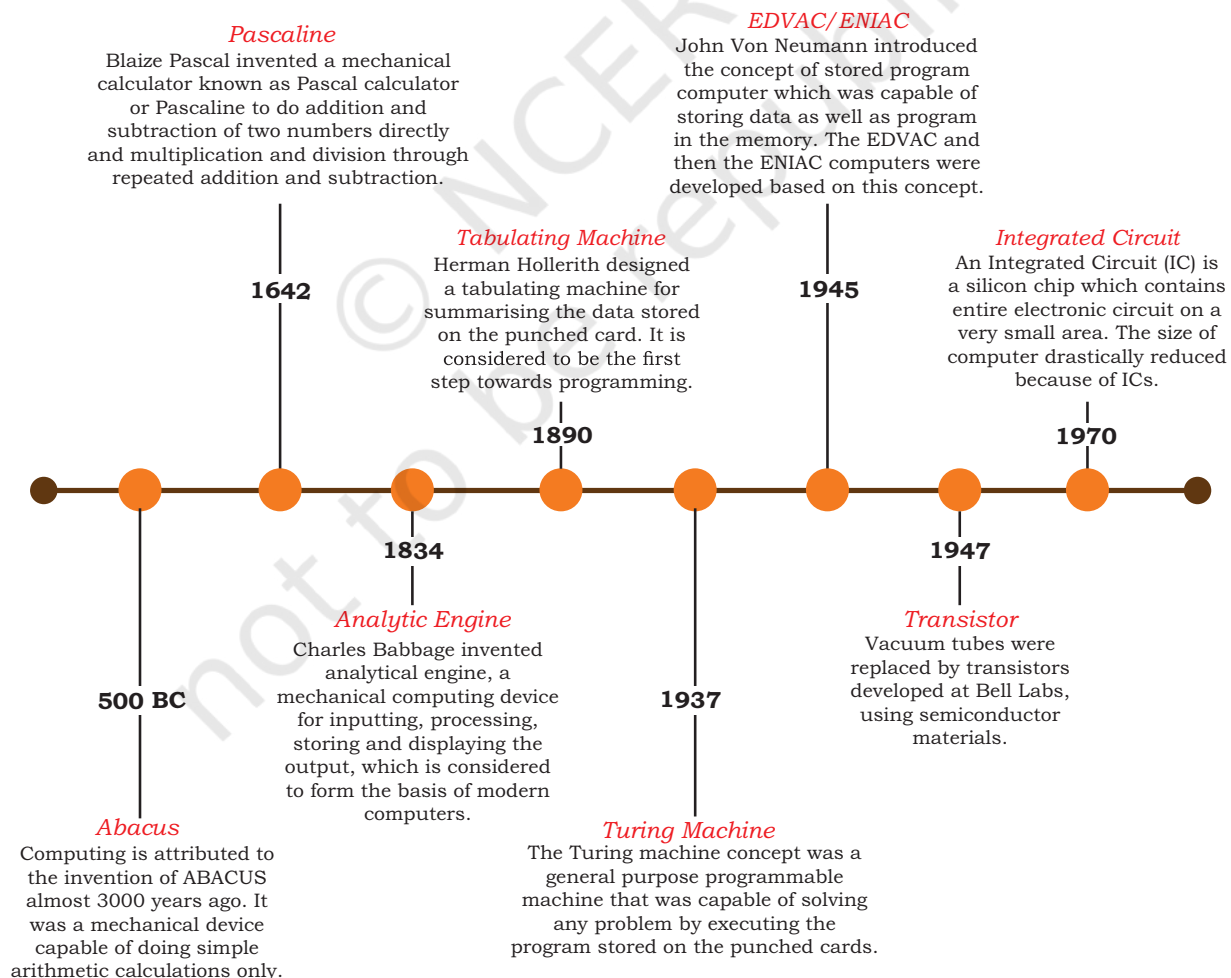 Pascaline
Blaize Pascal invented a mechanical
calculator known as Pascal calculator
or Pascaline to do addition and
subtraction of two numbers directly
and multiplication and division through
repeated addition and subtraction.
1642
EDVAC/ENIAC
John Von Neumann introduced
the concept of stored program
computer which was capable of
storing data as well as program
in the memory. The EDVAC and
then the ENIAC computers were
developed based on this concept.
1945
Tabulating Machine
Herman Hollerith designed
a tabulating machine for
summarising the data stored
on the punched card. It is
considered to be the first
step towards programming.
1890
Integrated Circuit
An Integrated Circuit (IC) is
a silicon chip which contains
entire electronic circuit on a
very small area. The size of
computer drastically reduced
because of ICs.
1970
500 BC
Abacus
Computing is attributed to
the invention of ABACUS
almost 3000 years ago. It
was a mechanical device
capable of doing simple
arithmetic calculations only.
1834
Analytic Engine
Charles Babbage invented
analytical engine, a
mechanical computing device
for inputting, processing,
storing and displaying the
output, which is considered
to form the basis of modern
computers.
1937
Turing Machine
The Turing machine concept was a
general purpose programmable
machine that was capable of solving
any problem by executing the
program stored on the punched cards.
1947
Transistor
Vacuum tubes were
replaced by transistors
developed at Bell Labs,
using semiconductor
materials.
© NCER
not to be republi